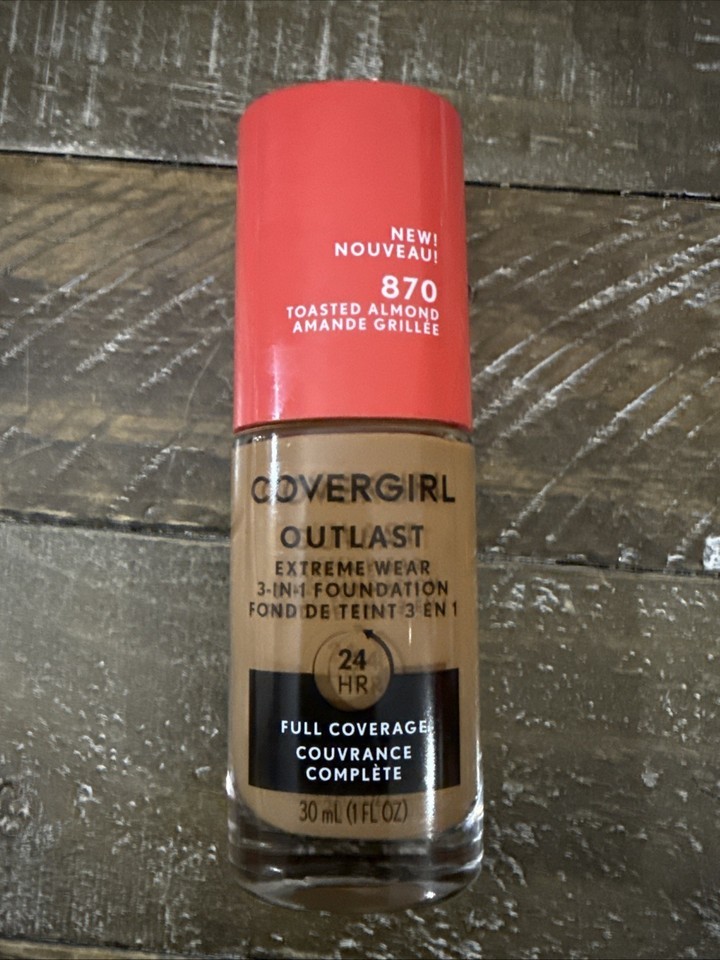 NEW!
NOUVEAU!
870
TOASTED ALMOND
AMANDE GRILLÉE
COVERGIRL
OUTLAST
EXTREME WEAR
3-IN-1 FOUNDATION
FOND DE TEINT 3 EN 1
24
HR
FULL COVERAGE
COUVRANCE
COMPLÈTE
30 mL (1 FL OZ)